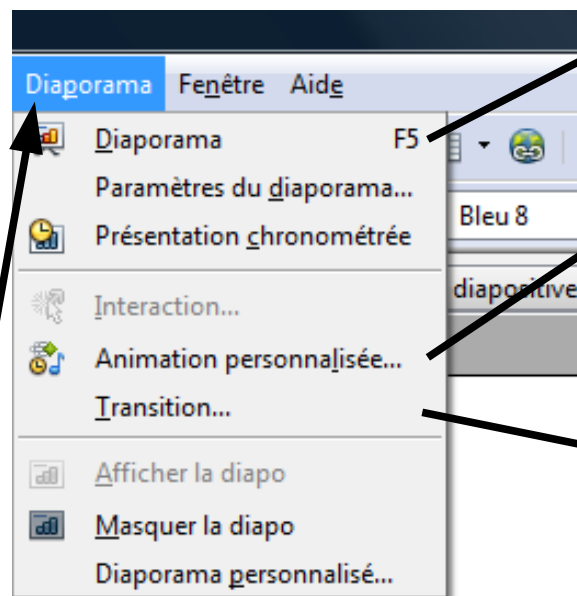 Diaporama Fenêtre Aide
Diaporama F5
Paramètres du diaporama...
Bleu 8
Présentation chronométrée
diapositive
Interaction...
Animation personnalisée...
Transition...
Afficher la diapo
Masquer la diapo
Diaporama personnalisé...